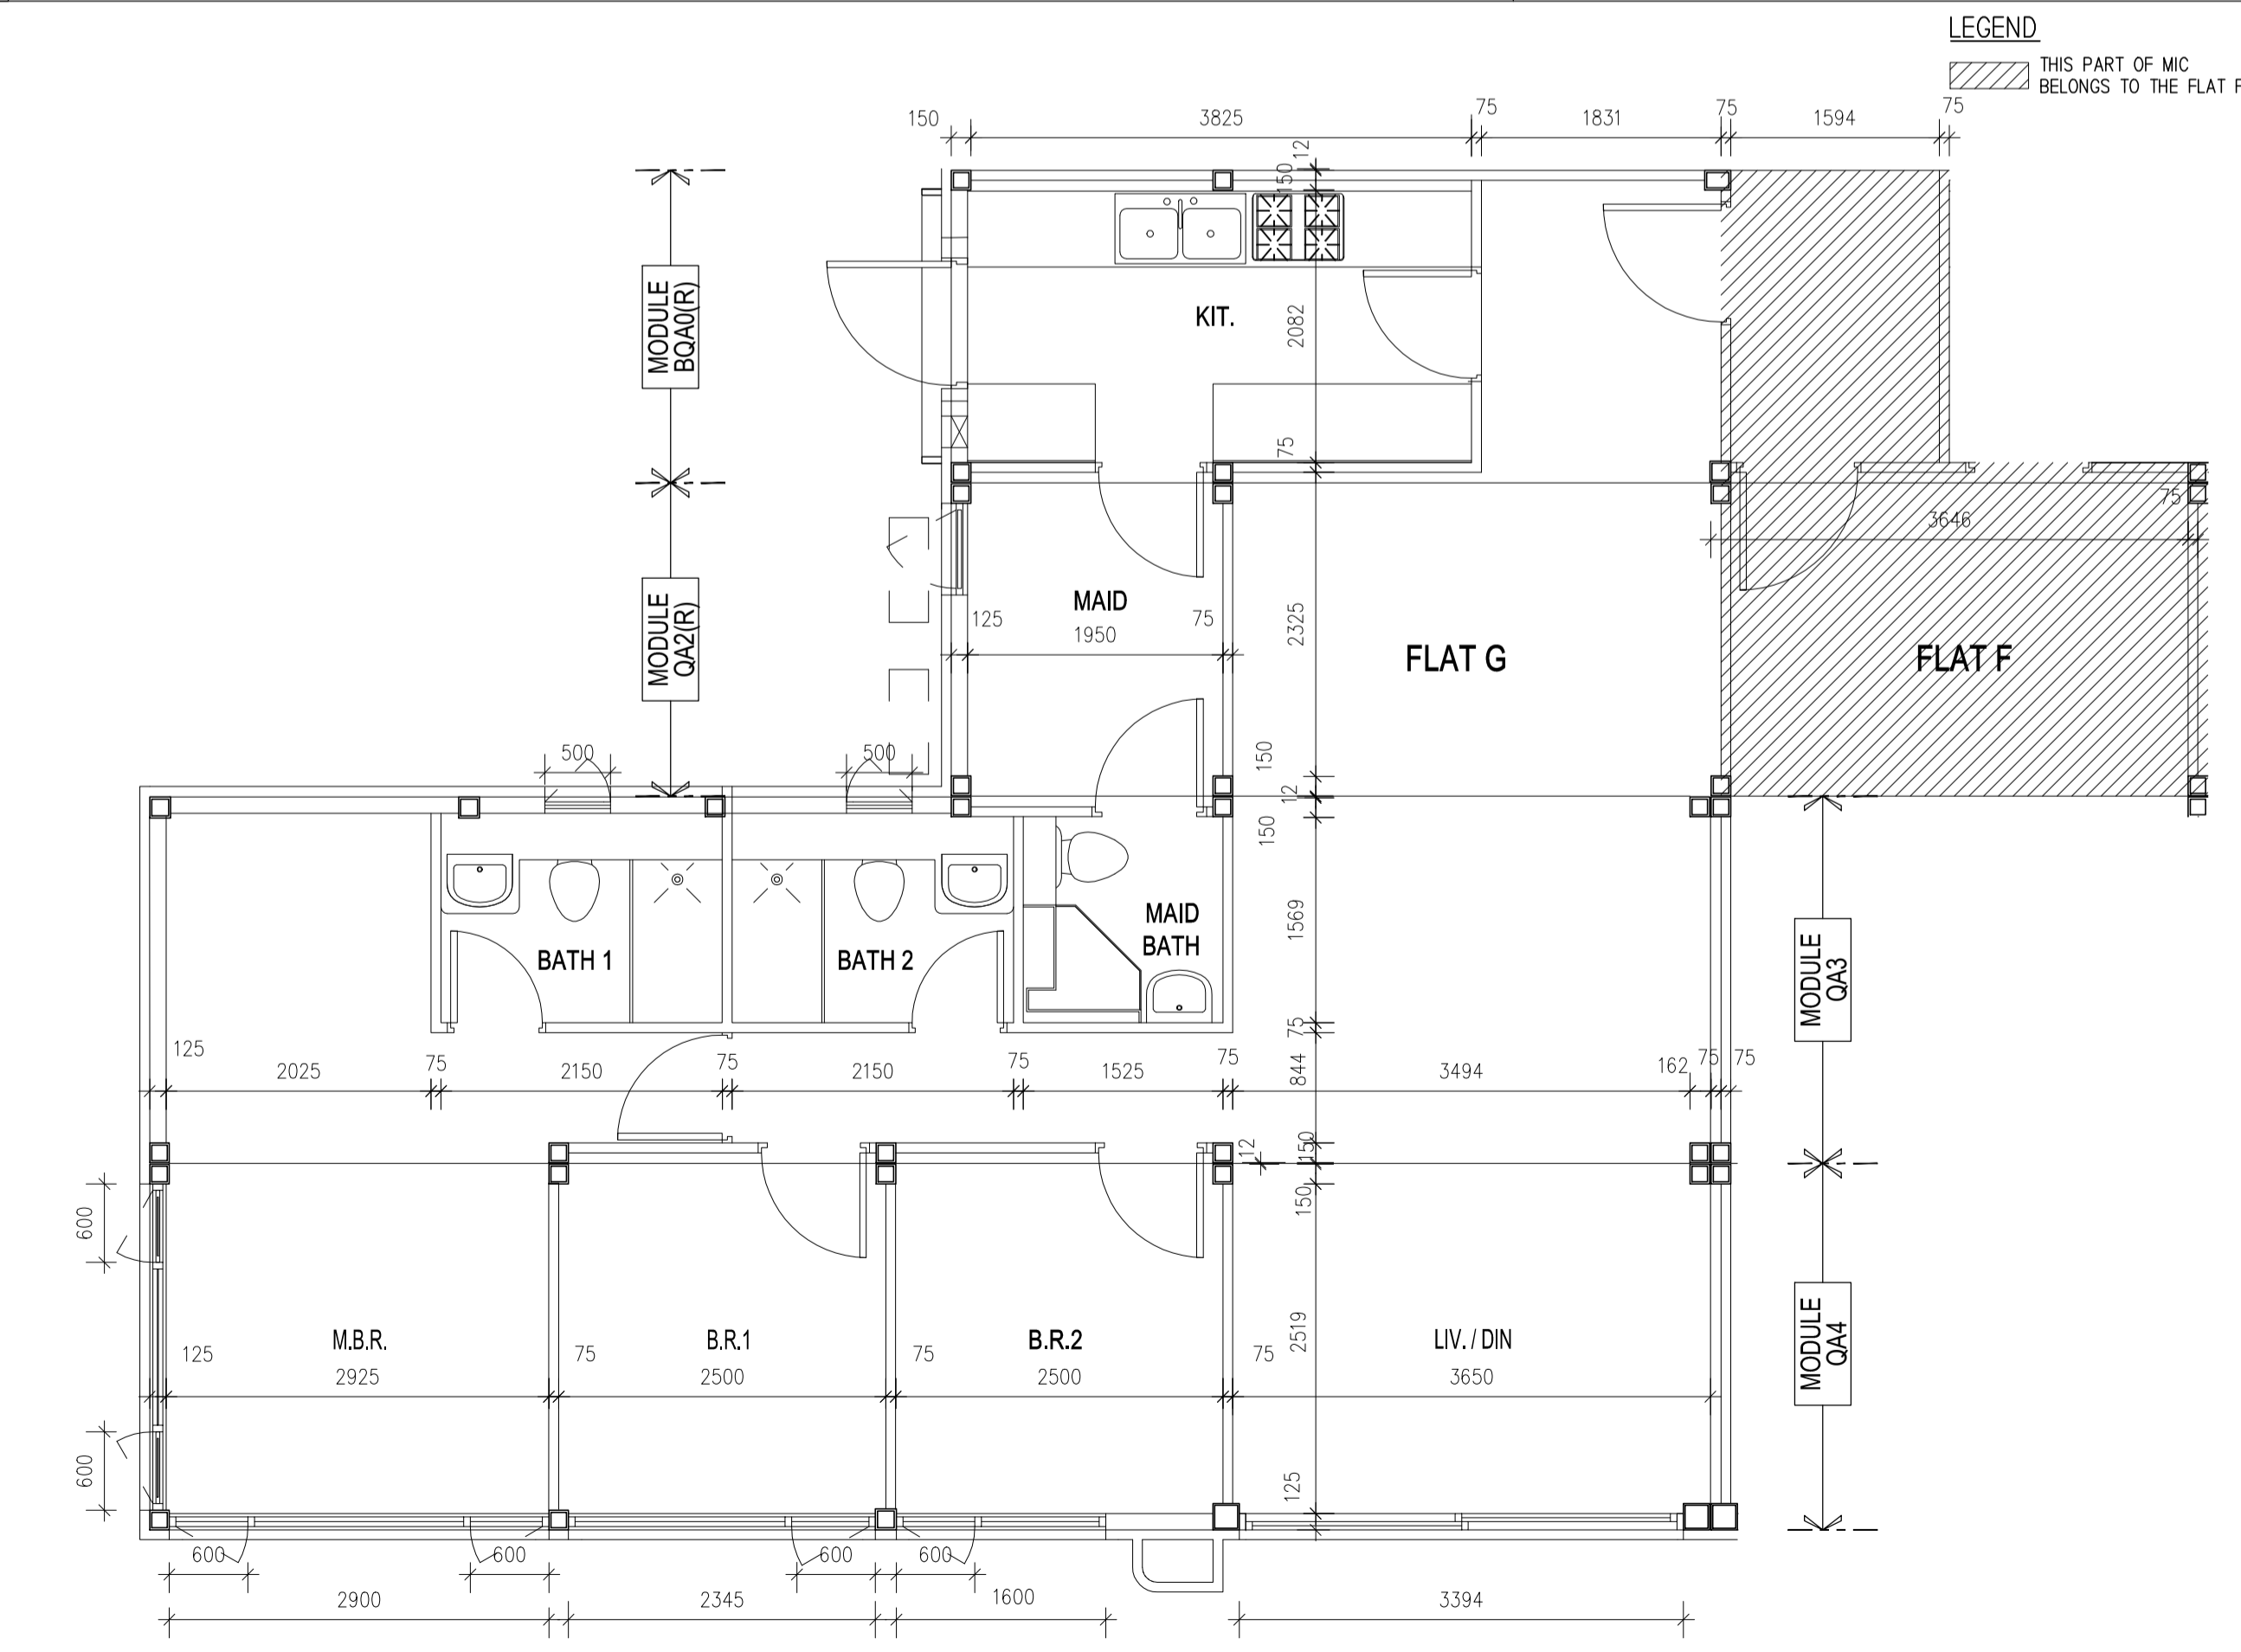 LEGEND
THIS PART OF MIC
BELONGS TO THE FLAT F
150 3825 75 1831 75 1594 75
12
150
MODULE
BQA0(R)
KIT.
2082
75
75
3646
MODULE
QA2(R)
MAID
125 1950 75
2325
FLAT G
FLAT F
500 500
150
12
150
BATH 1
BATH 2
MAID
BATH
1569
MODULE
QA3
125
2025 75 2150 75 2150 75 1525 75 3494 162 75 75
75
844
12
150
150
600
M.B.R.
B.R.1
B.R.2
LIV. / DIN
125 2925 75 2500 75 2500 75 3650
2519
MODULE
QA4
600
125
600 600 600 600
2900 2345 1600 3394